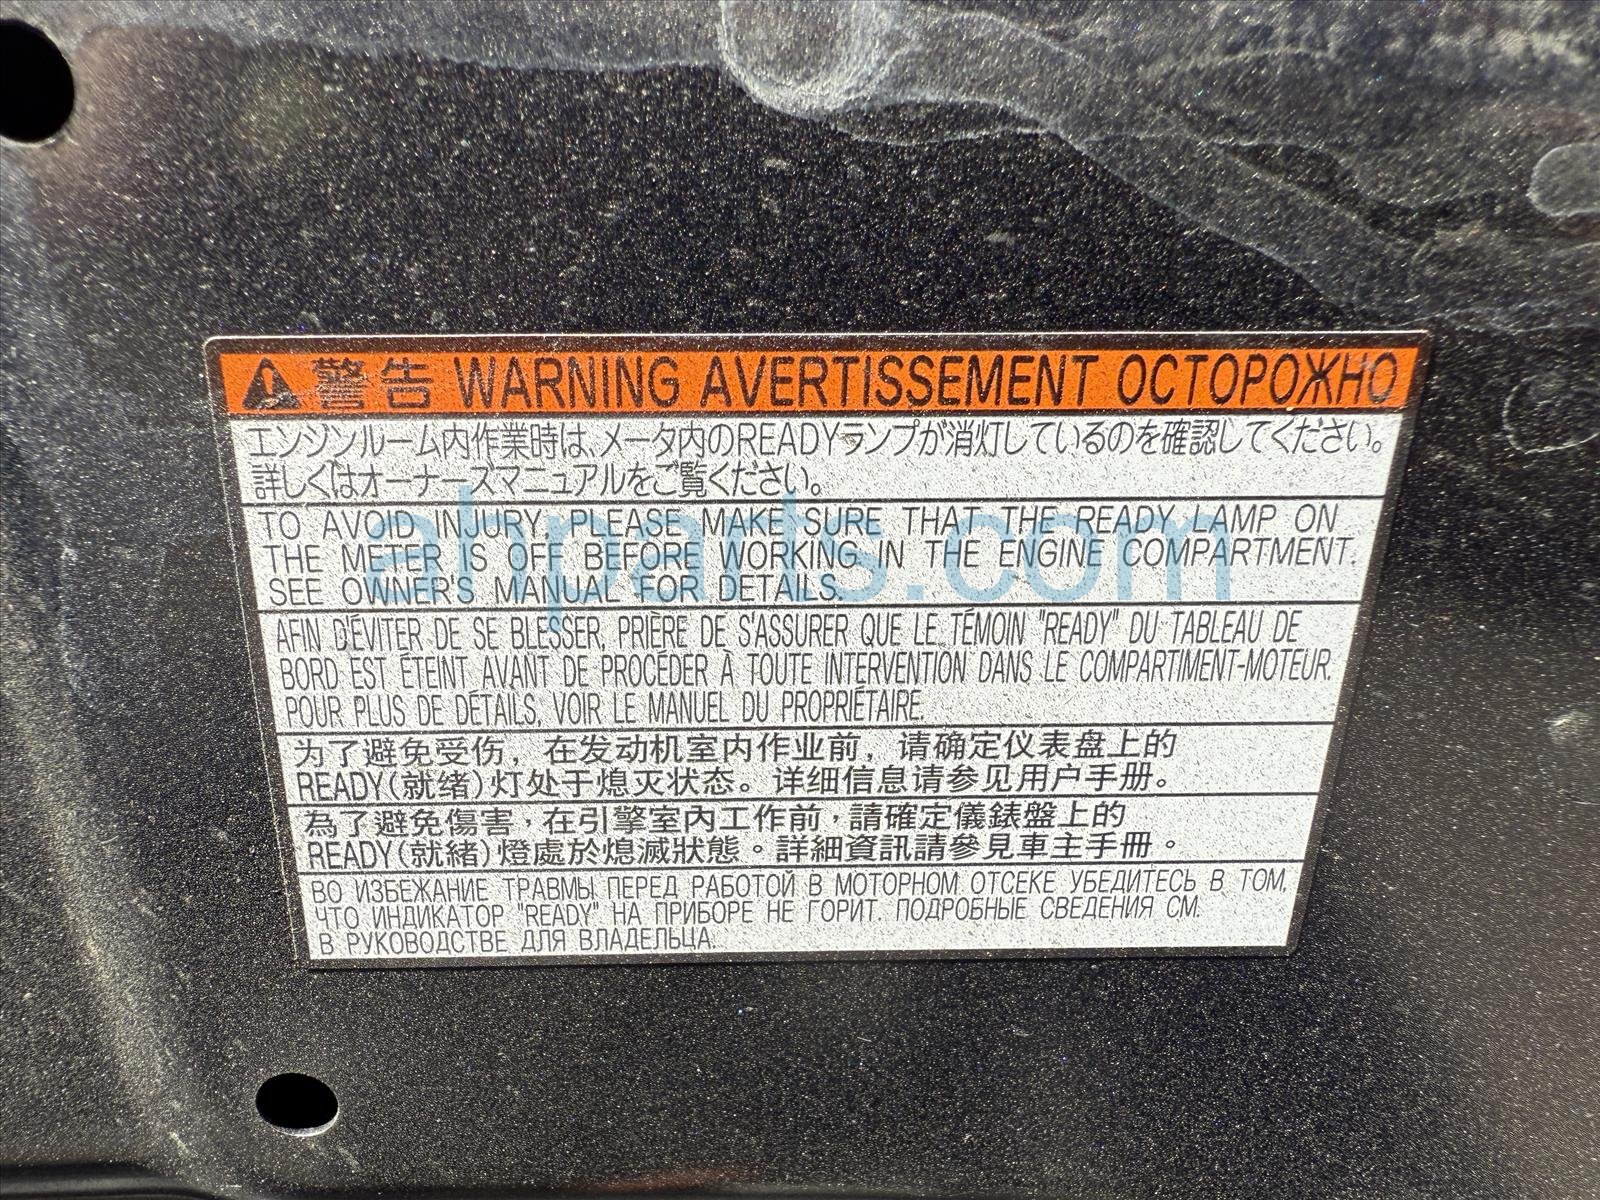 警告 WARNING AVERTISSEMENT ОСТОРОЖНО
エンジンルーム内作業時は、メータ内のREADYランプが消灯しているのを確認してください。
詳しくはオーナーズマニュアルをご覧ください。
TO AVOID INJURY, PLEASE MAKE SURE THAT THE READY LAMP ON
THE METER IS OFF BEFORE WORKING IN THE ENGINE COMPARTMENT.
SEE OWNER'S MANUAL FOR DETAILS.
ahparts.com
AFIN D'ÉVITER DE SE BLESSER, PRIÈRE DE S'ASSURER QUE LE TÉMOIN "READY" DU TABLEAU DE
BORD EST ÉTEINT AVANT DE PROCÉDER À TOUTE INTERVENTION DANS LE COMPARTIMENT-MOTEUR.
POUR PLUS DE DÉTAILS, VOIR LE MANUEL DU PROPRIÉTAIRE.
为了避免受伤，在发动机室内作业前，请确定仪表盘上的
READY(就绪)灯处于熄灭状态。详细信息请参见用户手册。
為了避免傷害，在引擎室內工作前，請確定儀錶盤上的
READY(就緒)燈處於熄滅狀態。詳細資訊請參見車主手冊。
ВО ИЗБЕЖАНИЕ ТРАВМЫ ПЕРЕД РАБОТОЙ В МОТОРНОМ ОТСЕКЕ УБЕДИТЕСЬ В ТОМ,
ЧТО ИНДИКАТОР "READY" НА ПРИБОРЕ НЕ ГОРИТ. ПОДРОБНЫЕ СВЕДЕНИЯ СМ.
В РУКОВОДСТВЕ ДЛЯ ВЛАДЕЛЬЦА.